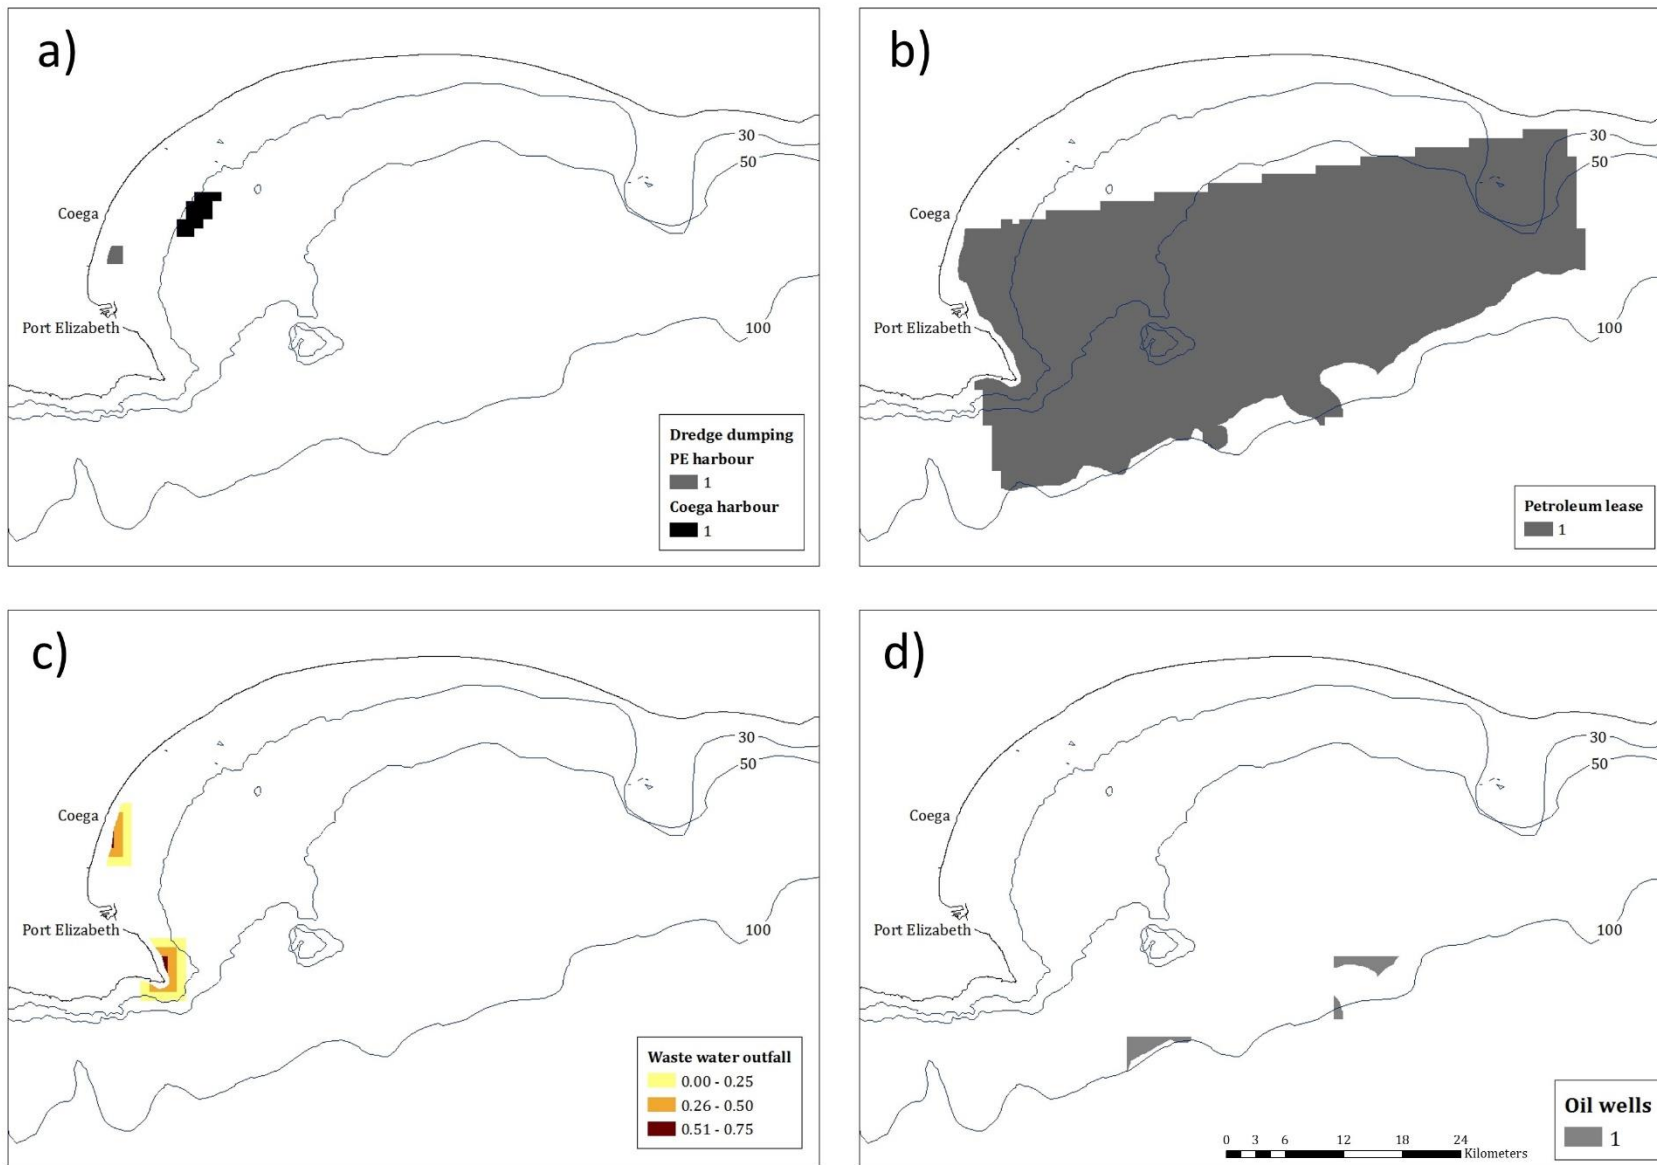 a)
30
50
Coega
Port Elizabeth
100
Dredge dumping
PE harbour
1
Coega harbour
1
b)
30
50
Coega
Port Elizabeth
100
Petroleum lease
1
c)
30
50
Coega
Port Elizabeth
100
Waste water outfall
0.00 - 0.25
0.26 - 0.50
0.51 - 0.75
d)
30
50
Coega
Port Elizabeth
100
Oil wells
1
0 3 6 12 18 24
Kilometers